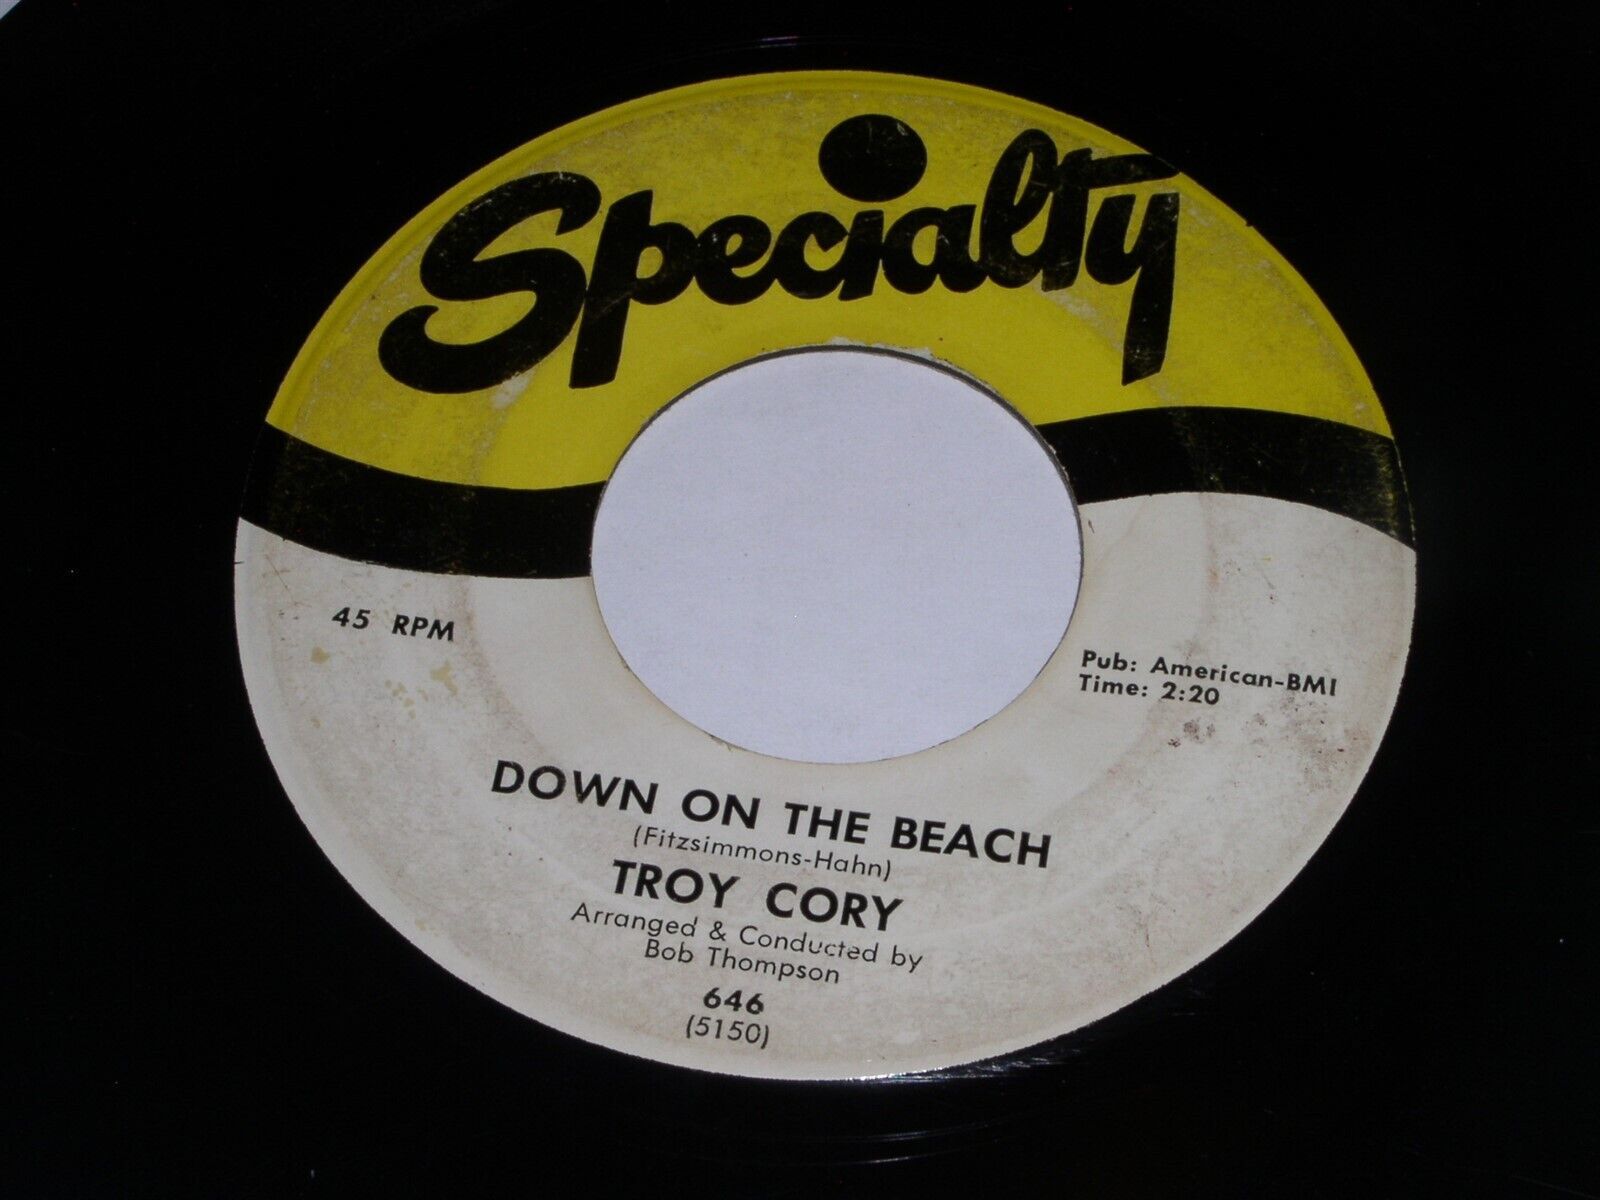 Specialty
45 RPM
Pub: American-BMI
Time: 2:20
DOWN ON THE BEACH
(Fitzsimmons-Hahn)
TROY CORY
Arranged & Conducted by
Bob Thompson
646
(5150)